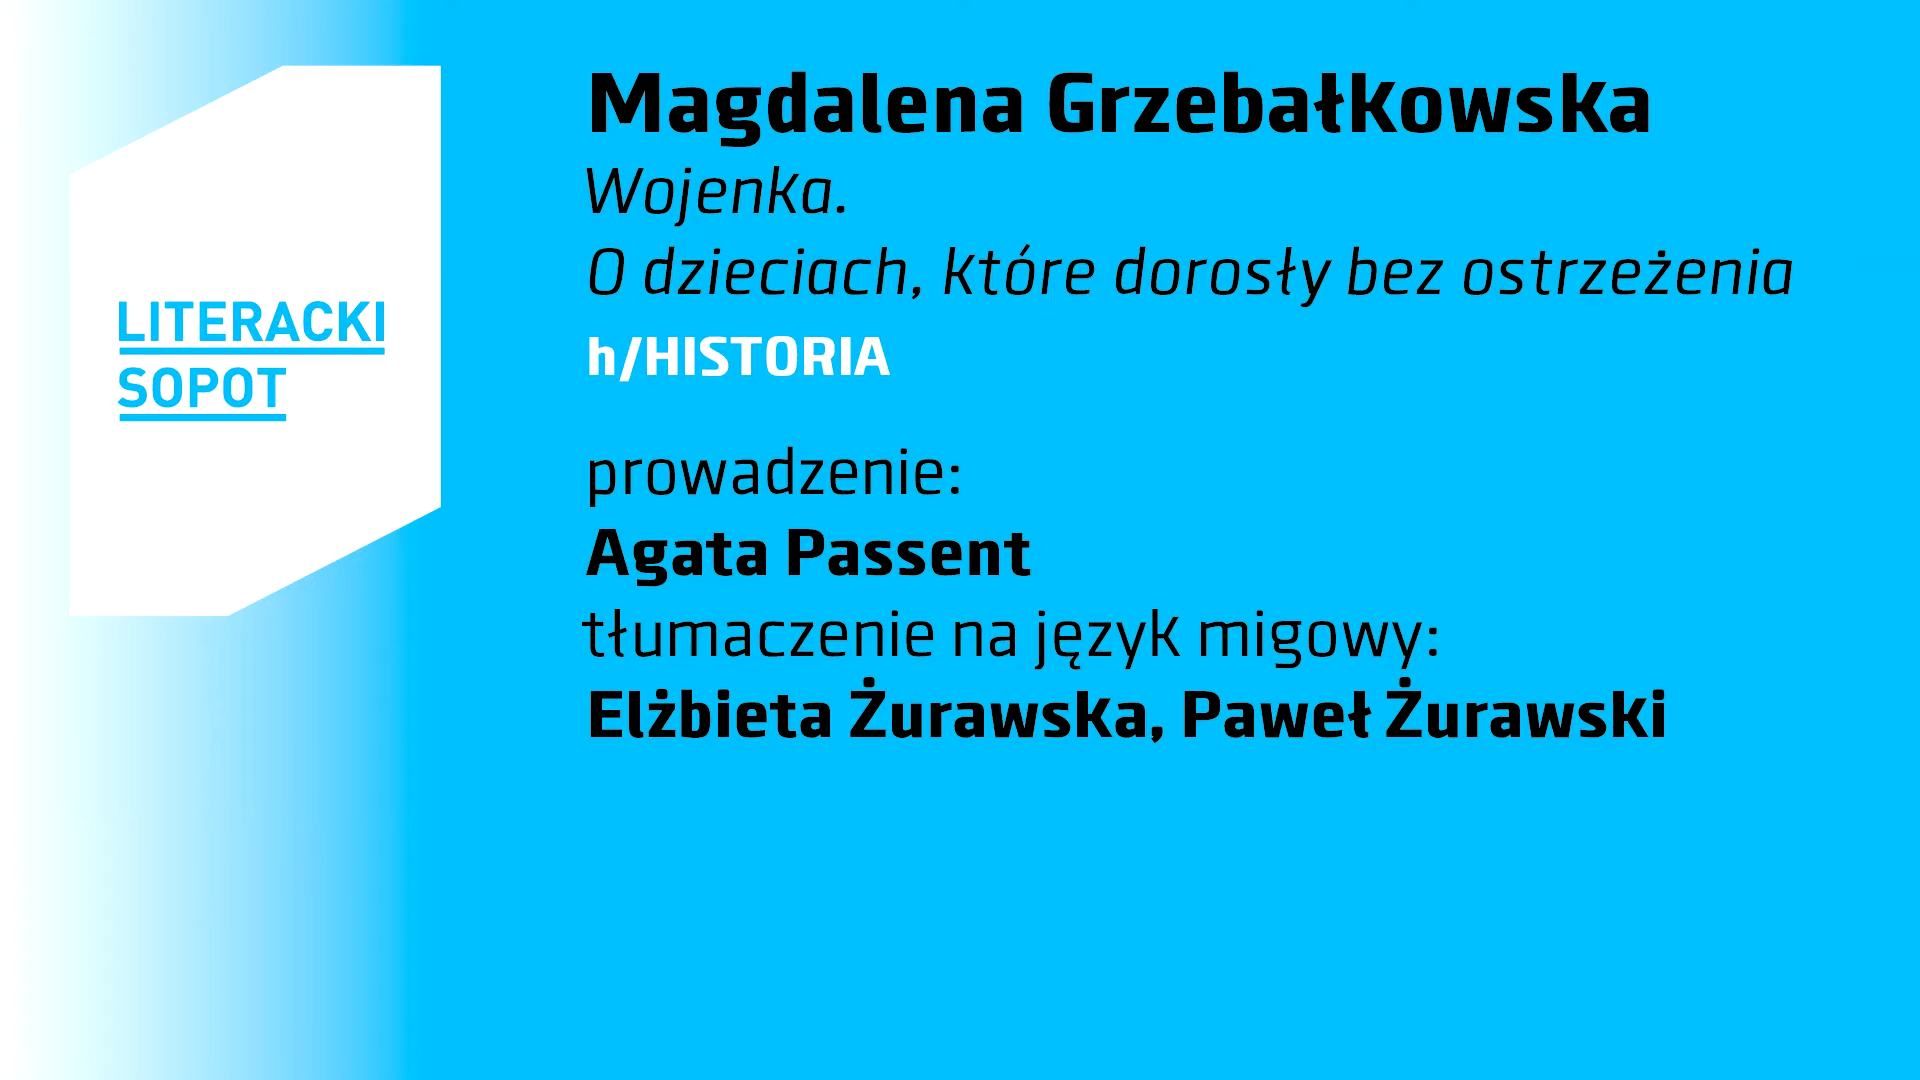 LITERACKI
SOPOT
Magdalena Grzebałkowska
Wojenka.
O dzieciach, które dorosły bez ostrzeżenia
h/HISTORIA
prowadzenie:
Agata Passent
tłumaczenie na język migowy:
Elżbieta Żurawska, Paweł Żurawski